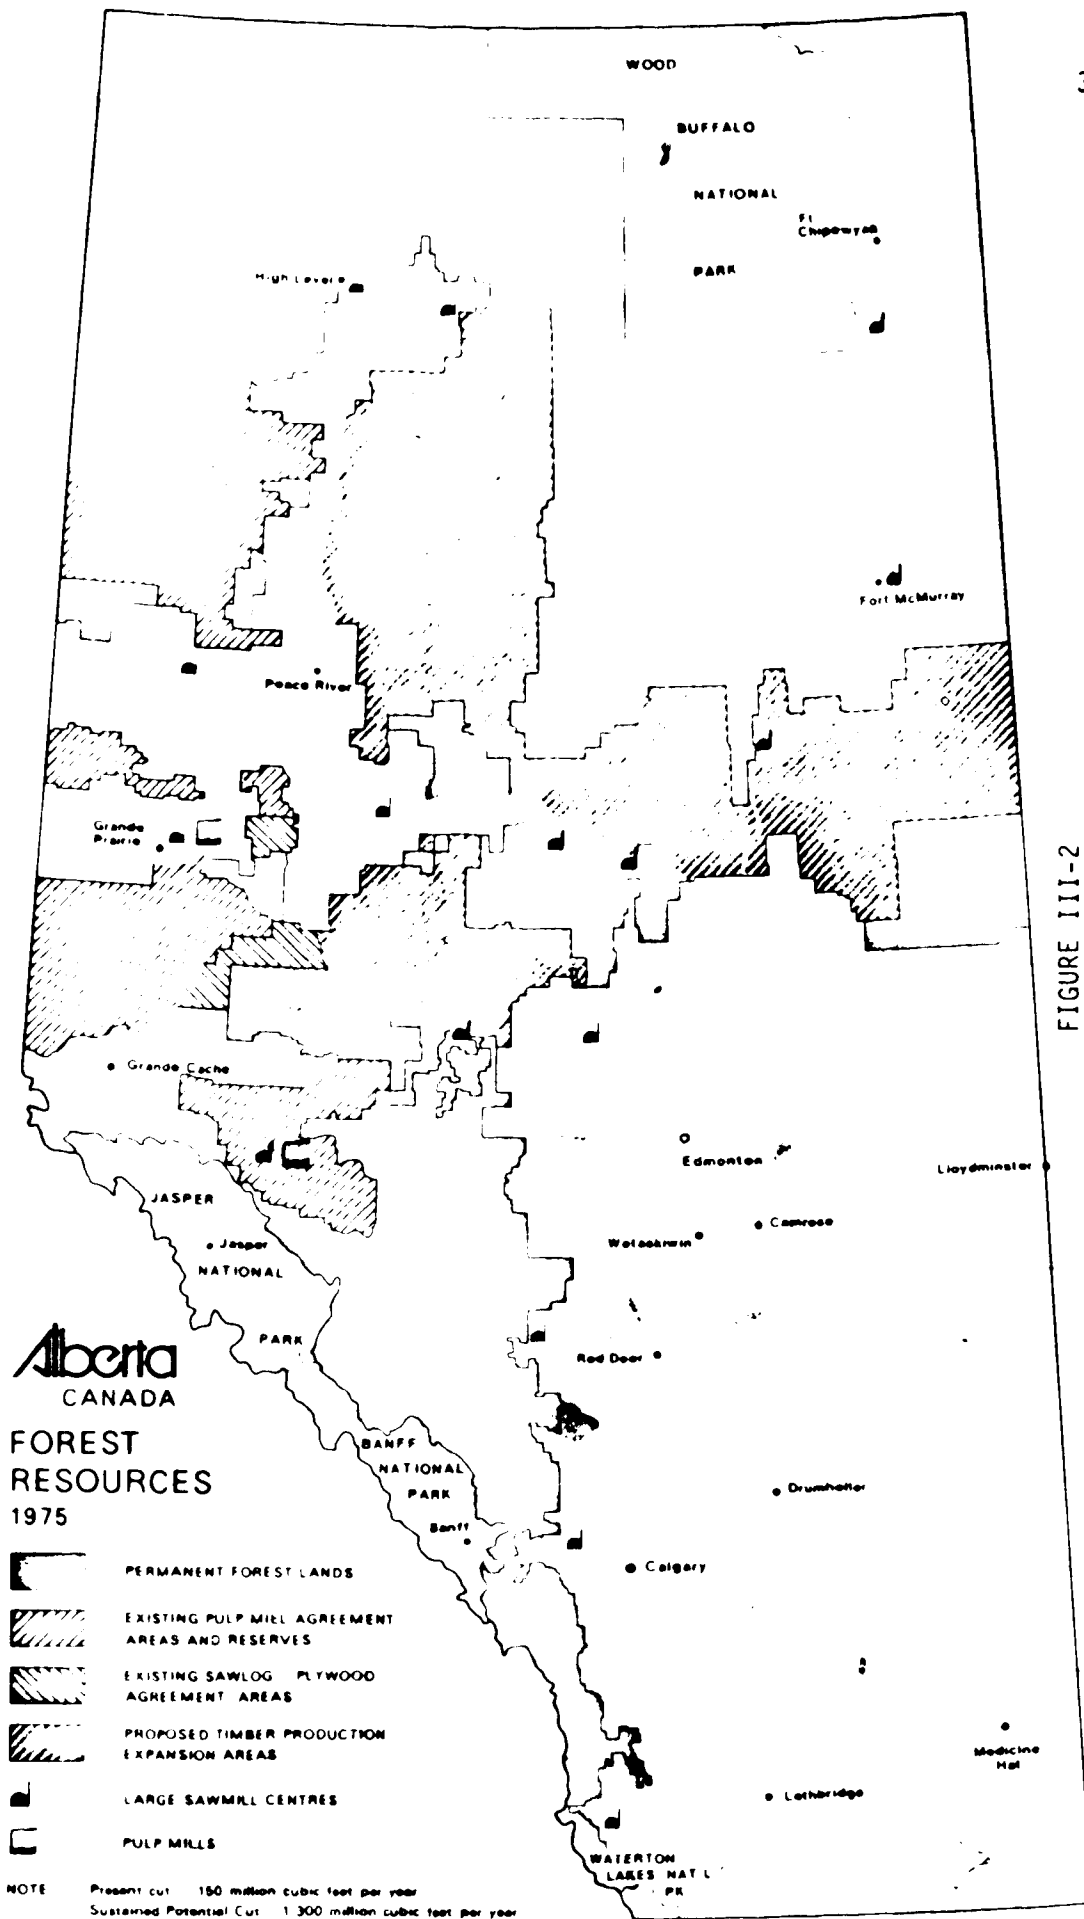 3
WOOD
BUFFALO
NATIONAL
PARK
Ft.
Chipewyan
High Level
Fort McMurray
Peace River
Grande
Prairie
Grande Cache
Edmonton
Lloydminster
JASPER
Jasper
NATIONAL
PARK
Wetaskiwin
Camrose
Red Deer
BANFF
NATIONAL
PARK
Banff
Drumheller
Calgary
Medicine
Hat
Lethbridge
WATERTON
LAKES NAT'L
PK
FIGURE III-2
Alberta
CANADA
FOREST
RESOURCES
1975
PERMANENT FOREST LANDS
EXISTING PULP MILL AGREEMENT
AREAS AND RESERVES
EXISTING SAWLOG PLYWOOD
AGREEMENT AREAS
PROPOSED TIMBER PRODUCTION
EXPANSION AREAS
LARGE SAWMILL CENTRES
PULP MILLS
NOTE Present cut 150 million cubic feet per year
Sustained Potential Cut 1 300 million cubic feet per year